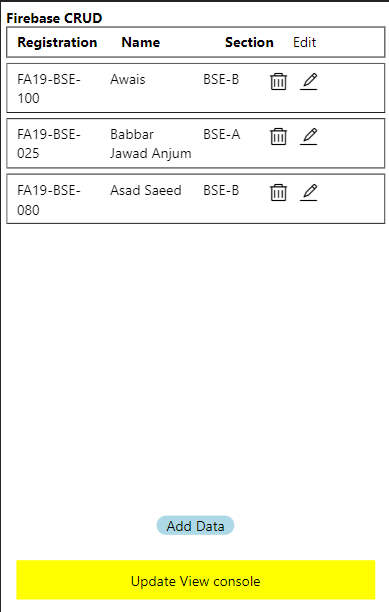 Firebase CRUD
Registration Name Section Edit
FA19-BSE- Awais BSE-B
100
FA19-BSE- Babbar BSE-A
025 Jawad Anjum
FA19-BSE- Asad Saeed BSE-B
080
Add Data
Update View console